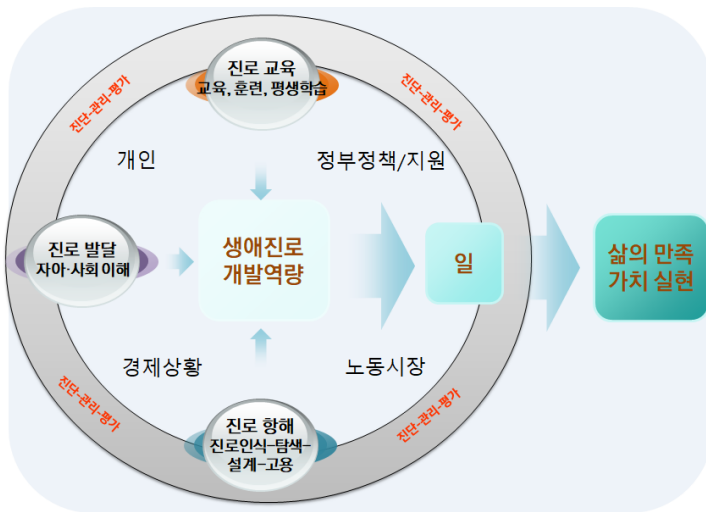 진로 교육
교육, 훈련, 평생학습
진단-관리-평가
진단-관리-평가
개인
정부정책/지원
진로 발달
자아·사회이해
생애진로
개발역량
일
삶의 만족
가치 실현
경제상황
노동시장
진단-관리-평가
진단-관리-평가
진로 항해
진로인식-탐색-
설계-고용